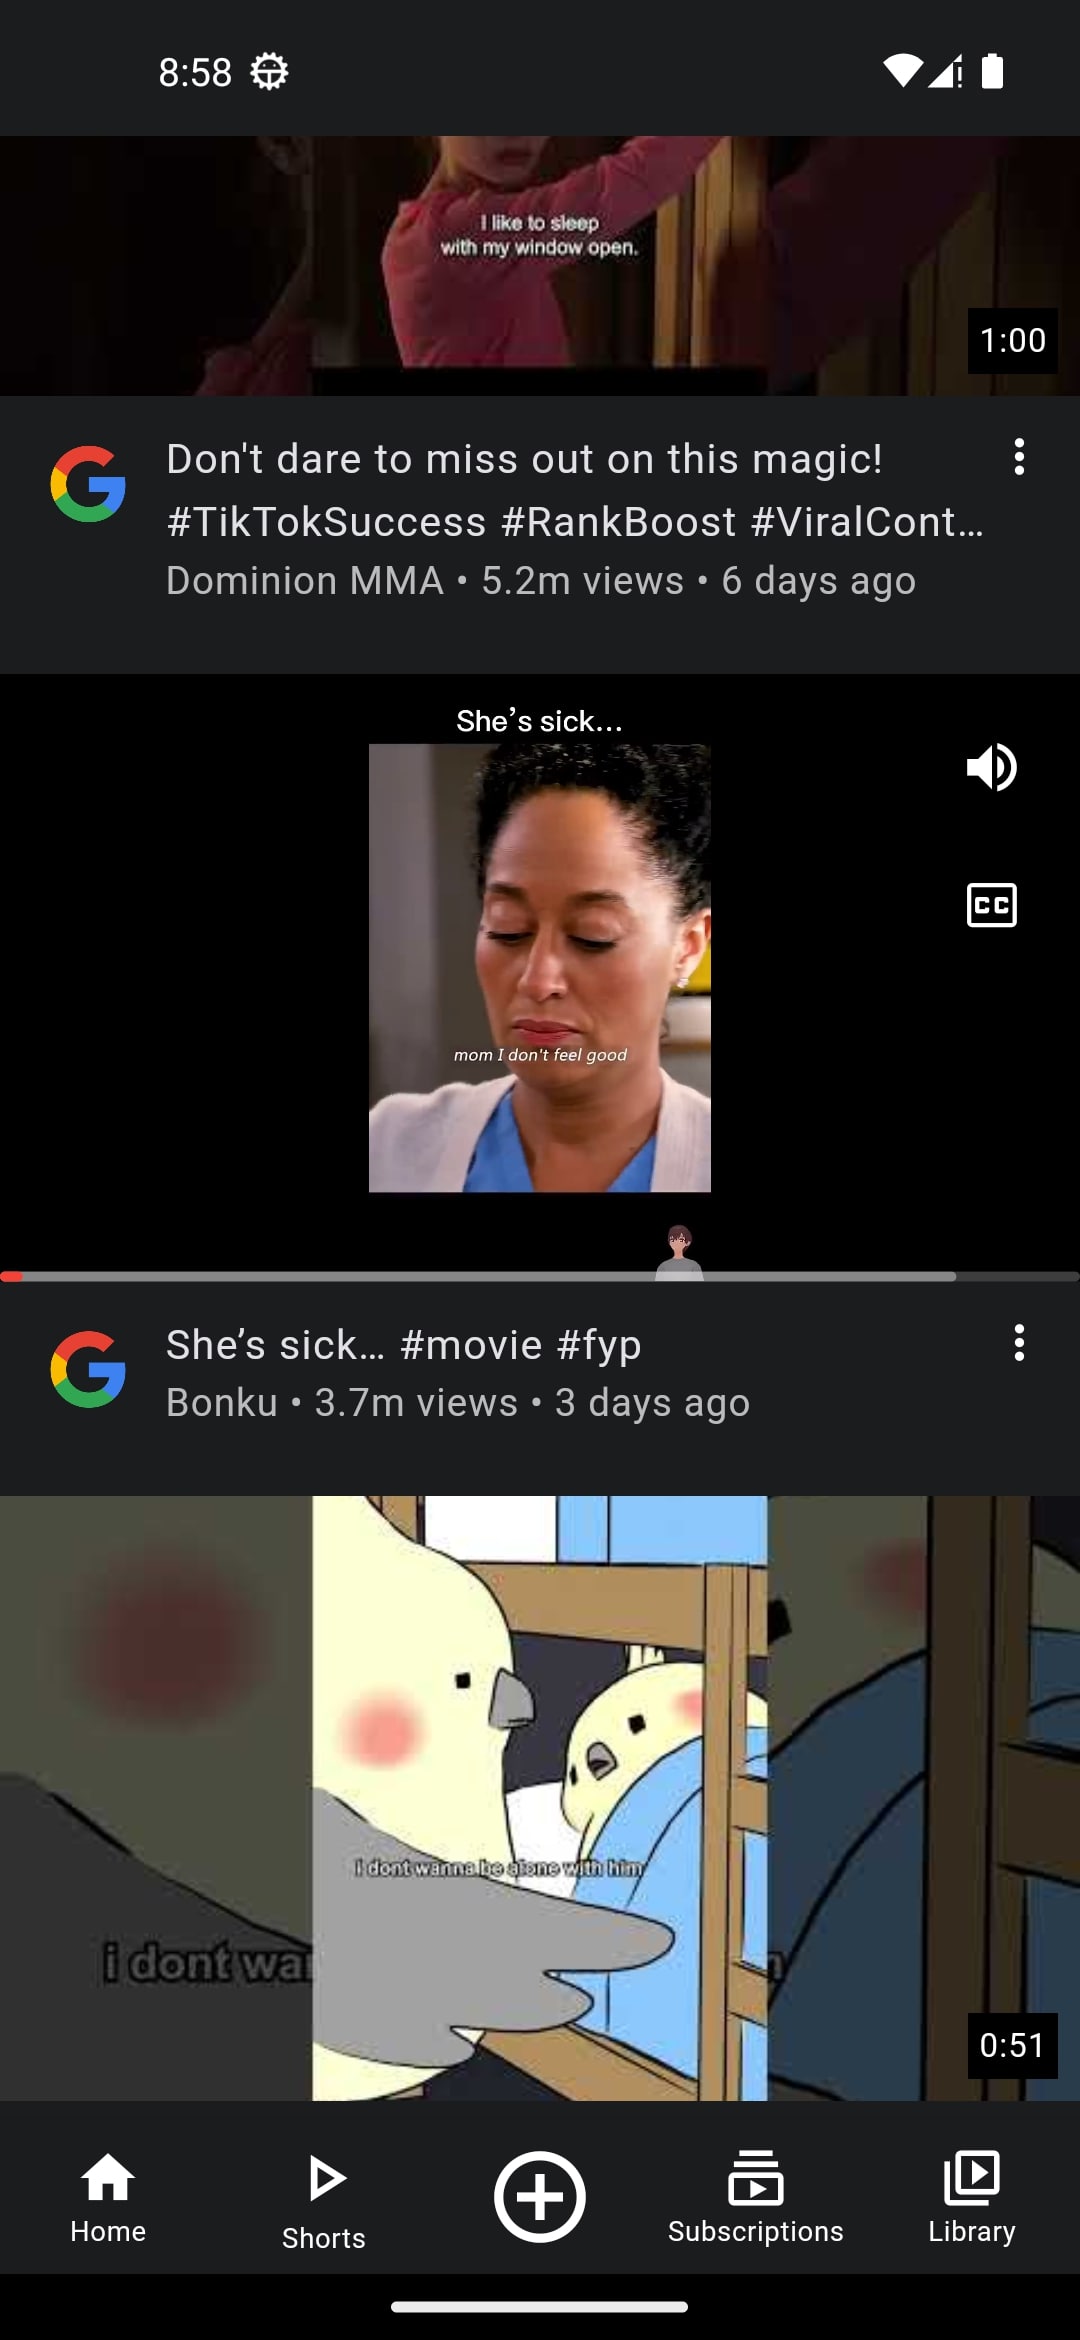 8:58
I like to sleep
with my window open.
1:00
Don't dare to miss out on this magic!
#TikTokSuccess #RankBoost #ViralCont...
Dominion MMA • 5.2m views • 6 days ago
She's sick...
CC
mom I don't feel good
She's sick... #movie #fyp
Bonku • 3.7m views • 3 days ago
I dont wanna be alone with him
i dont wa
0:51
Home
Shorts
Subscriptions
Library